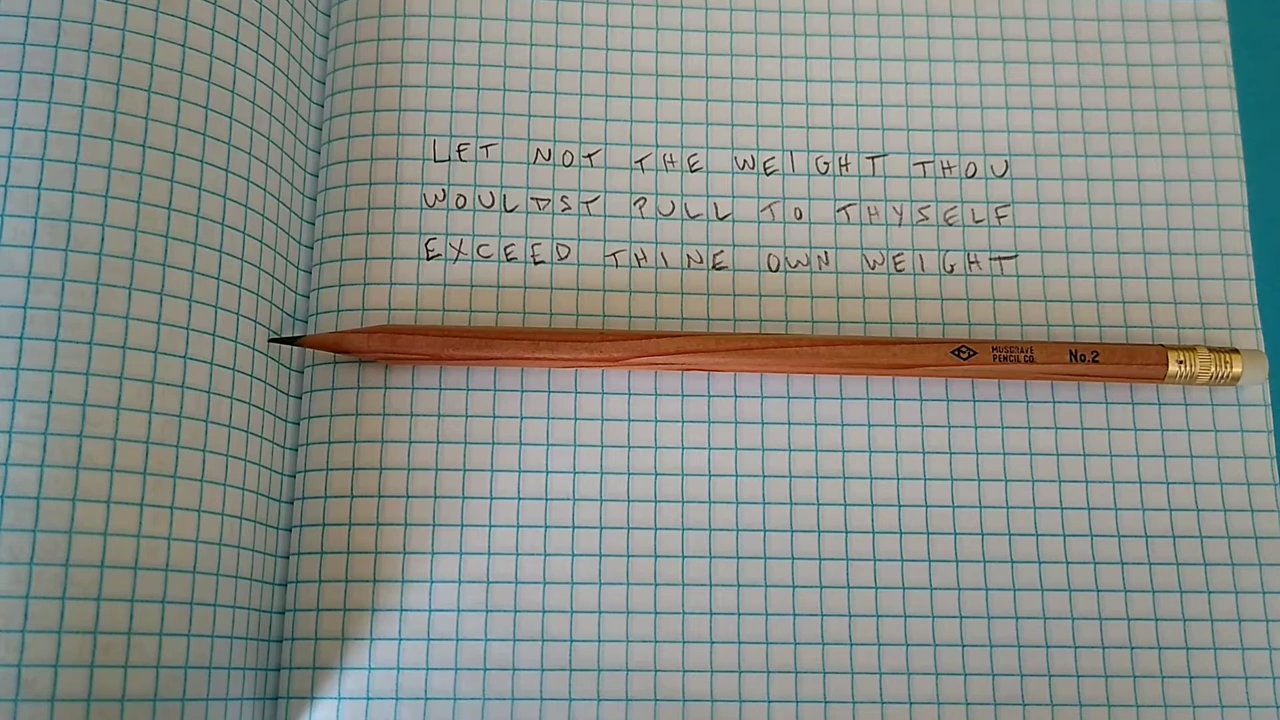 LET NOT THE WEIGHT THOU
WOULDST PULL TO THYSELF
EXCEED THINE OWN WEIGHT
MUSGRAVE
PENCIL CO.
No.2